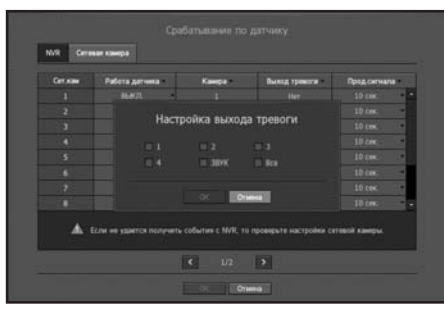 Срабатывание по датчику
NVR Сетевая камера
Сет.кам Работа датчика Камера Выход тревоги Прод.сигнала
1 ВЫКЛ. 1 Нет 10 сек.
2 10 сек.
3 10 сек.
4 10 сек.
5 10 сек.
6 10 сек.
7 10 сек.
8 10 сек.
Настройка выхода тревоги
1 2 3
4 ЗВУК Все
OK Отмена
Если не удается получить события с NVR, то проверьте настройки сетевой камеры.
1/2
OK Отмена